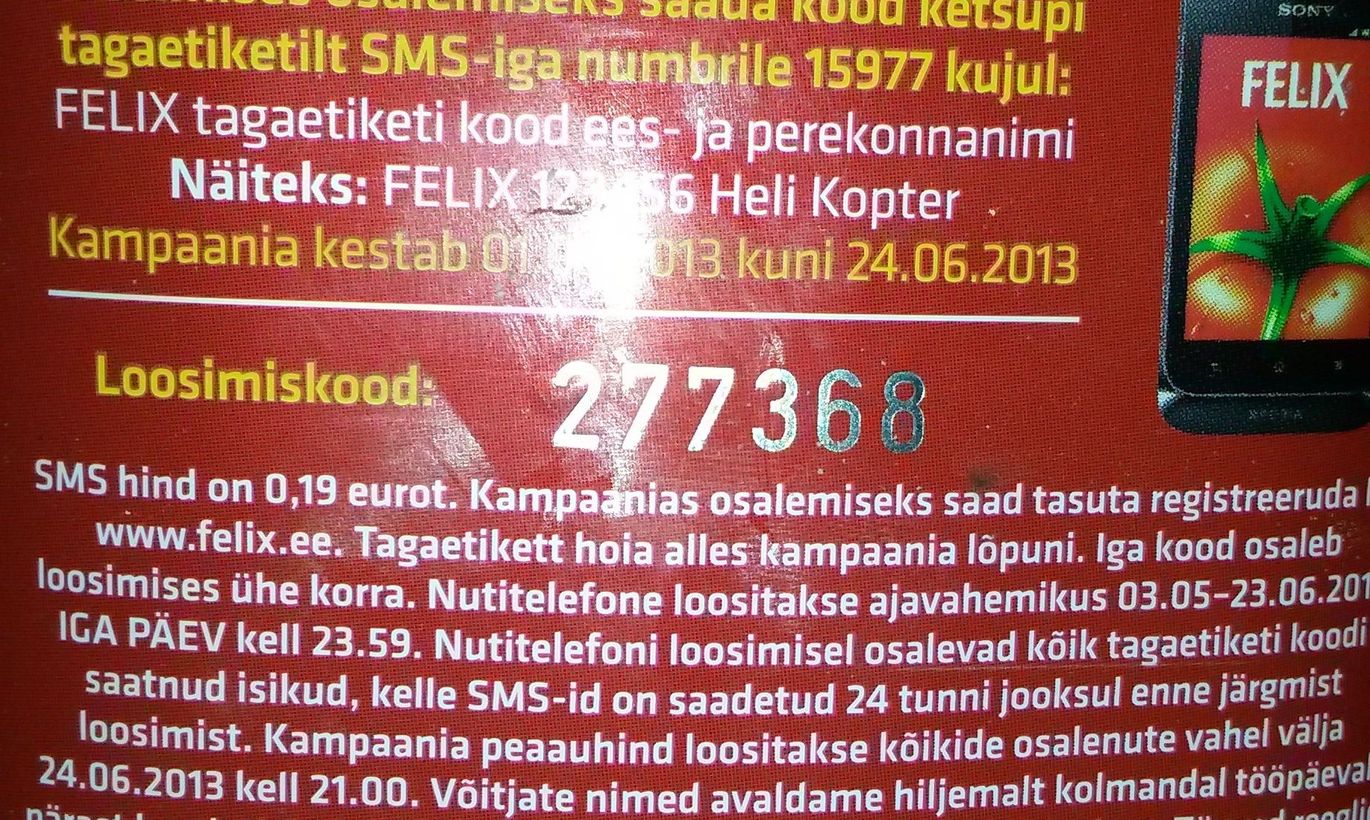 osalemiseks saada kood ketšupi
tagaetiketilt SMS-iga numbrile 15977 kujul:
FELIX tagaetiketi kood ees- ja perekonnanimi
Näiteks: FELIX Heli Kopter
Kampaania kestab kuni 24.06.2013
Loosimiskood: 277368
SMS hind on 0,19 eurot. Kampaanias osalemiseks saad tasuta registreeruda
www.felix.ee. Tagaetikett hoia alles kampaania lõpuni. Iga kood osaleb
loosimises ühe korra. Nutitelefone loositakse ajavahemikus
IGA PÄEV kell 23.59. Nutitelefoni loosimisel osalevad kõik tagaetiketi koodi
saatnud isikud, kelle SMS-id on saadetud 24 tunni jooksul enne järgmist
loosimist. Kampaania peaauhind loositakse kõikide osalenute vahel välja
24.06.2013 kell 21.00. Võitjate nimed avaldame hiljemalt kolmandal
SONY
FELIX
XPERIA